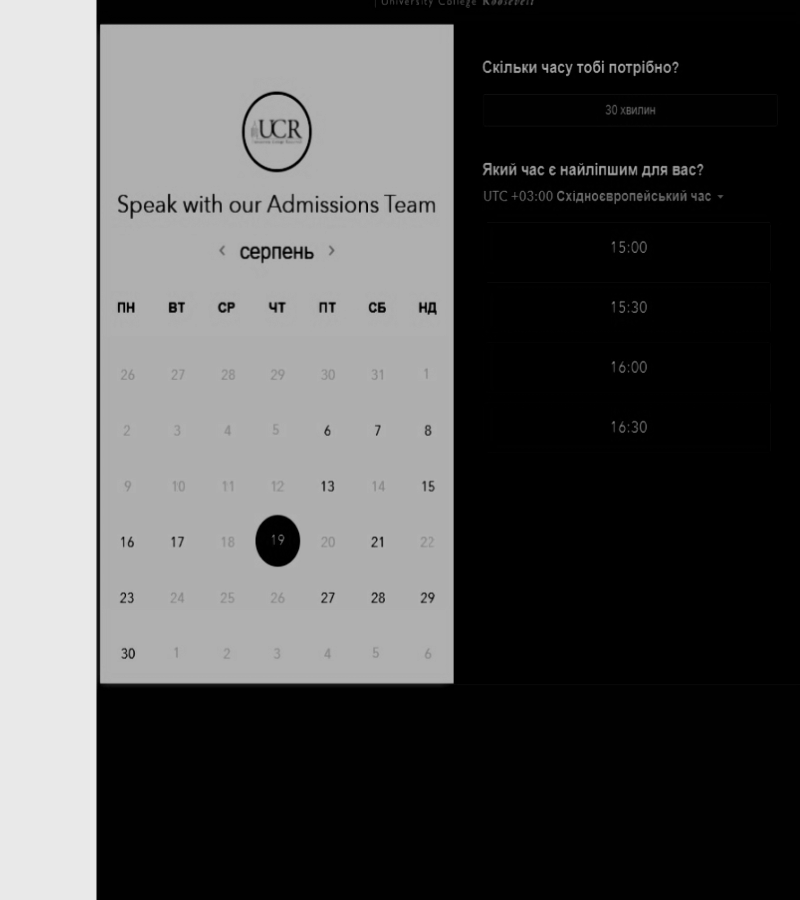 University College Roosevelt
UCR
Speak with our Admissions Team
‹ серпень ›
ПН ВТ СР ЧТ ПТ СБ НД
26 27 28 29 30 31 1
2 3 4 5 6 7 8
9 10 11 12 13 14 15
16 17 18 19 20 21 22
23 24 25 26 27 28 29
30 1 2 3 4 5 6
Скільки часу тобі потрібно?
30 хвилин
Який час є найліпшим для вас?
UTC +03:00 Східноєвропейський час
15:00
15:30
16:00
16:30